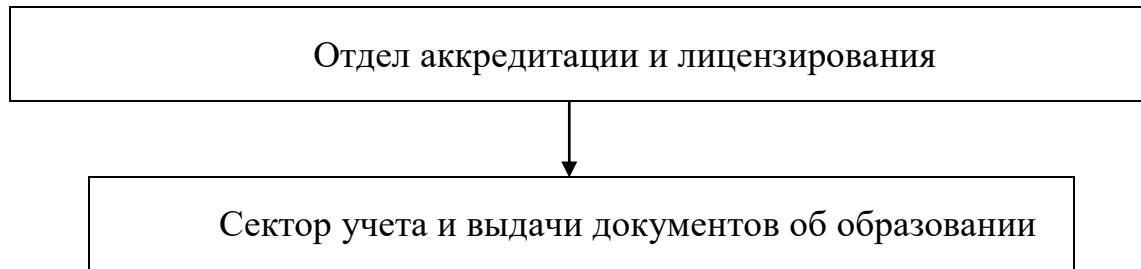 Отдел аккредитации и лицензирования
Сектор учета и выдачи документов об образовании